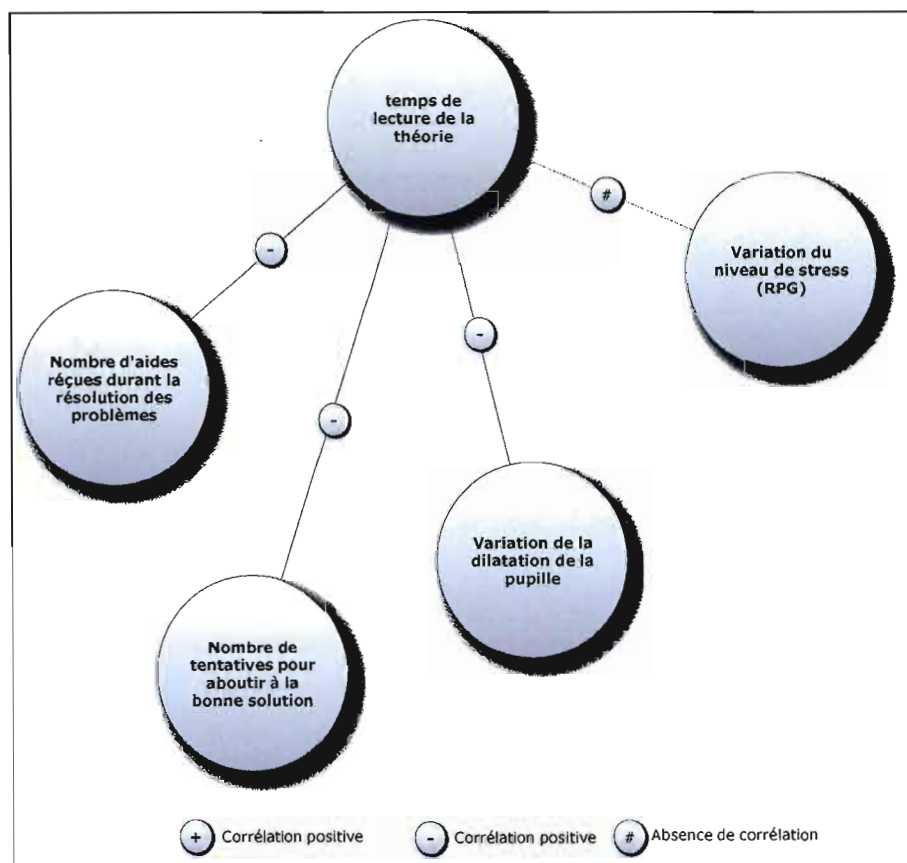 temps de
lecture de la
théorie
#
Variation du
niveau de stress
(RPG)
-
-
Nombre d'aides
réçues durant la
résolution des
problèmes
-
Variation de la
dilatation de la
pupille
Nombre de
tentatives pour
aboutir à la
bonne solution
+ Corrélation positive - Corrélation positive # Absence de corrélation